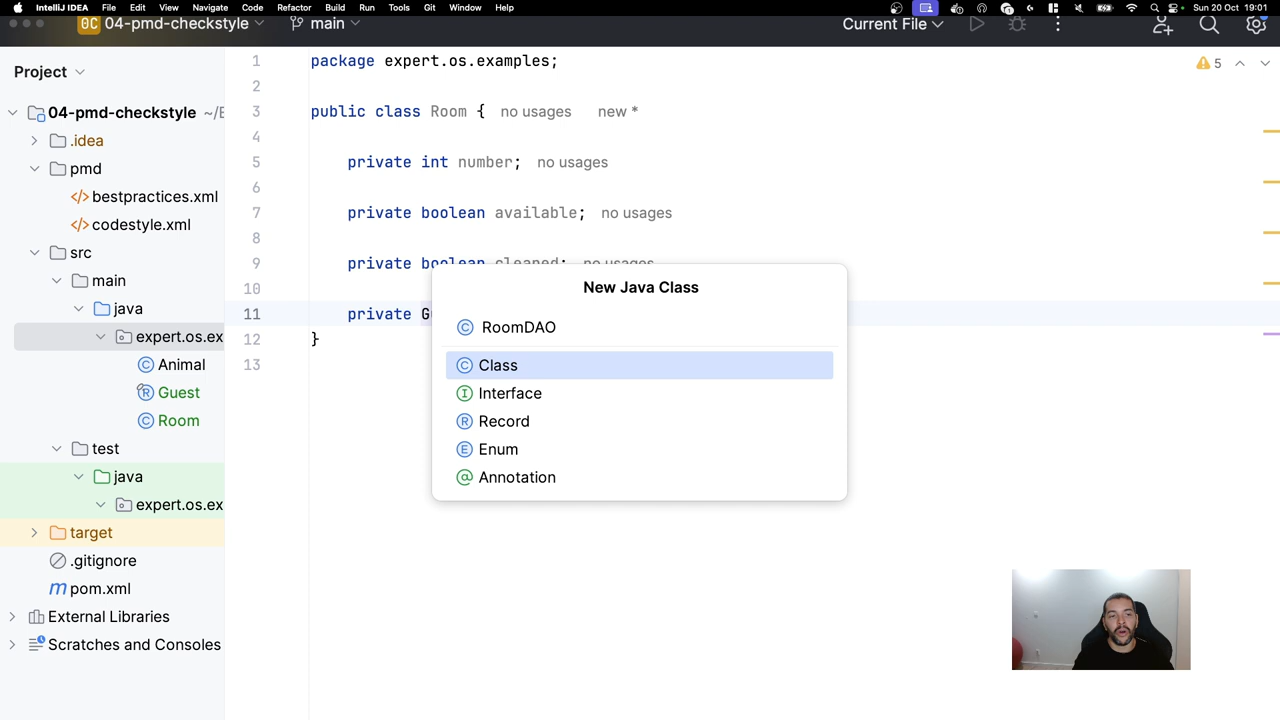 IntelliJ IDEA File Edit View Navigate Code Refactor Build Run Tools Git Window Help Sun 20 Oct 19:01
OC 04-pmd-checkstyle main Current File
Project
04-pmd-checkstyle ~/
.idea
pmd
bestpractices.xml
codestyle.xml
src
main
java
expert.os.ex
Animal
Guest
Room
test
java
expert.os.ex
target
.gitignore
pom.xml
External Libraries
Scratches and Consoles
5
1 package expert.os.examples;
2
3 public class Room { no usages new *
4
5 private int number; no usages
6
7 private boolean available; no usages
8
9 private boolean cleaned; no usages
10
11 private G
12 }
13
New Java Class
RoomDAO
Class
Interface
Record
Enum
Annotation